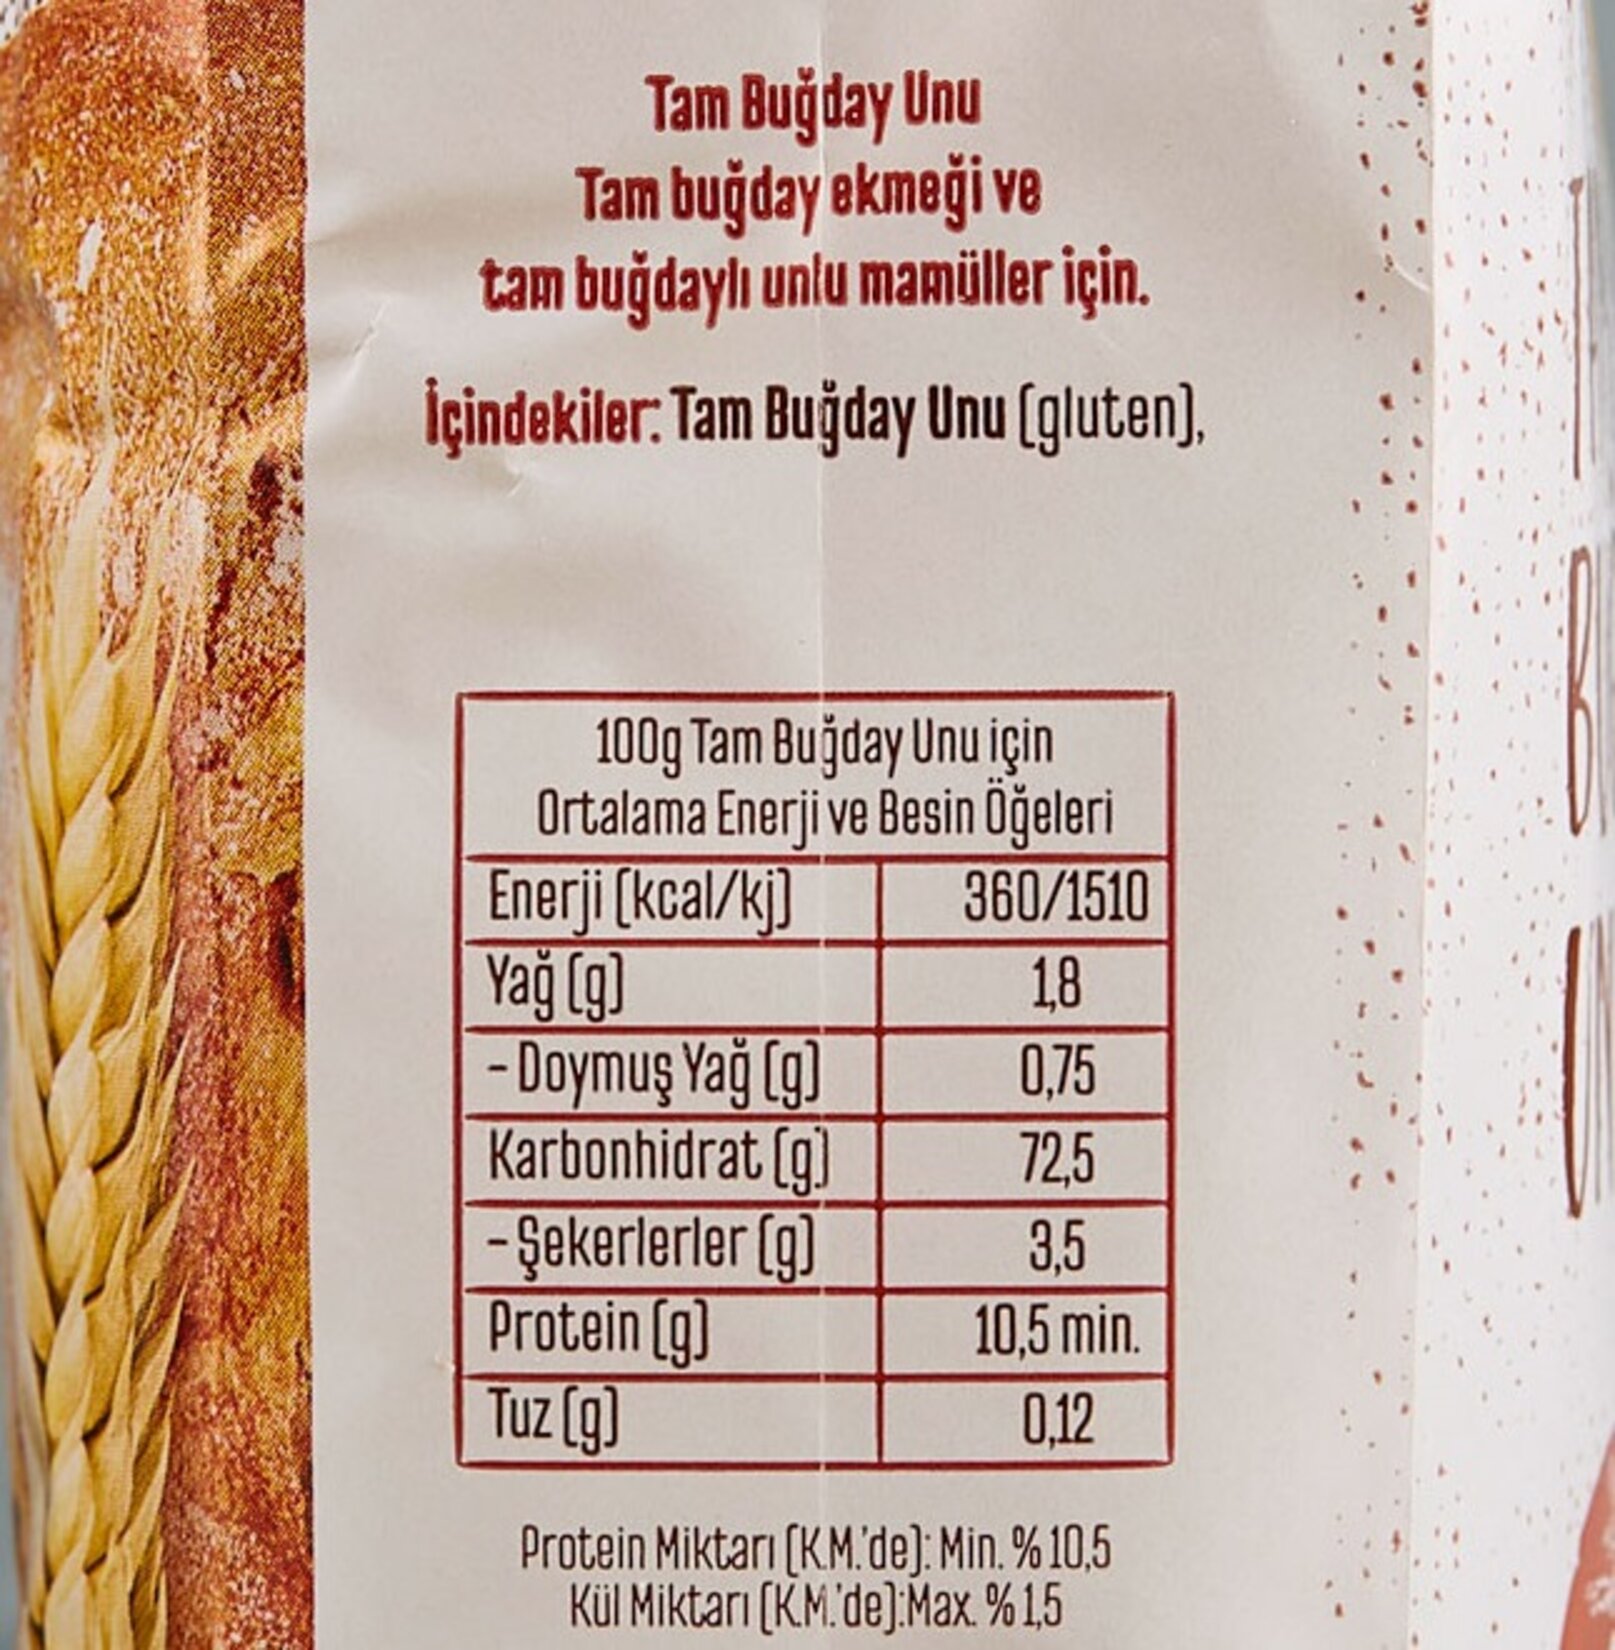 Tam Buğday Unu
Tam buğday ekmeği ve
tam buğdaylı unlu mamüller için.
İçindekiler: Tam Buğday Unu (gluten),
100g Tam Buğday Unu için
Ortalama Enerji ve Besin Öğeleri
Enerji (kcal/kj) 360/1510
Yağ (g) 1,8
- Doymuş Yağ (g) 0,75
Karbonhidrat (g) 72,5
- Şekerlerler (g) 3,5
Protein (g) 10,5 min.
Tuz (g) 0,12
Protein Miktarı (K.M.'de): Min. % 10,5
Kül Miktarı (K.M.'de):Max. % 1,5